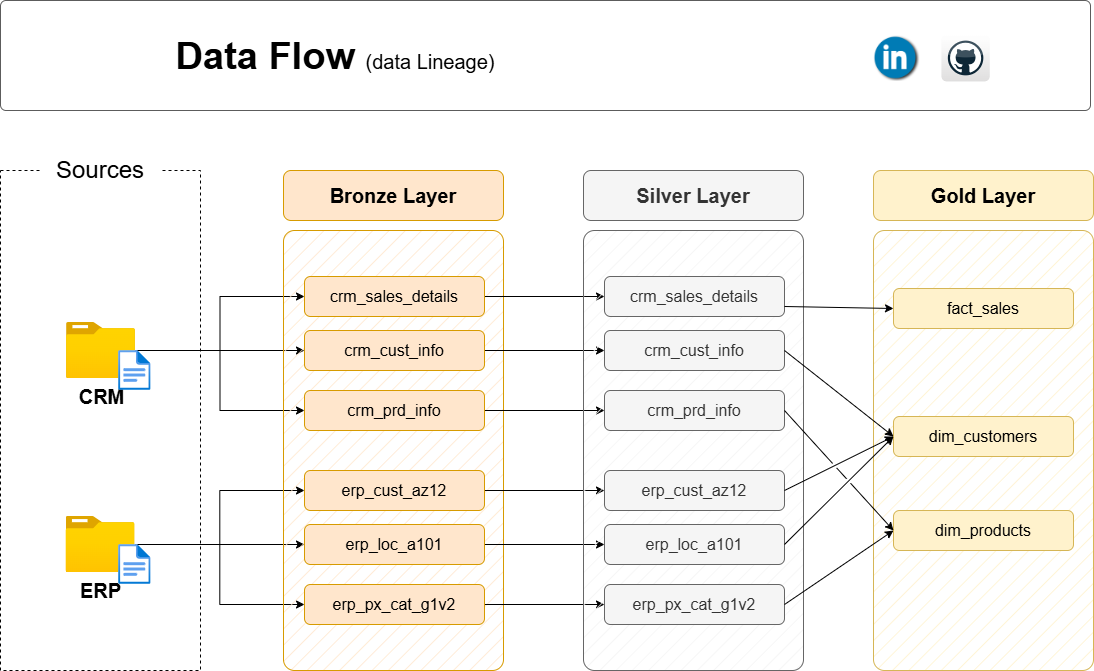 Data Flow (data Lineage)
in
Sources
Bronze Layer
Silver Layer
Gold Layer
crm_sales_details
crm_sales_details
fact_sales
crm_cust_info
crm_cust_info
CRM
crm_prd_info
crm_prd_info
dim_customers
erp_cust_az12
erp_cust_az12
dim_products
erp_loc_a101
erp_loc_a101
ERP
erp_px_cat_g1v2
erp_px_cat_g1v2